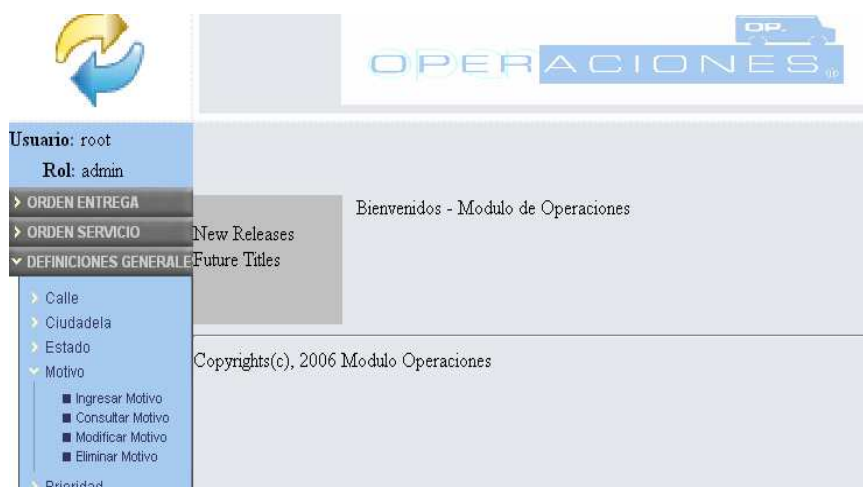 OP.
OPERACIONES
Usuario: root
Rol: admin
ORDEN ENTREGA
ORDEN SERVICIO
DEFINICIONES GENERALE
Calle
Ciudadela
Estado
Motivo
Ingresar Motivo
Consultar Motivo
Modificar Motivo
Eliminar Motivo
Prioridad
New Releases
Future Titles
Bienvenidos - Modulo de Operaciones
Copyrights(c), 2006 Modulo Operaciones